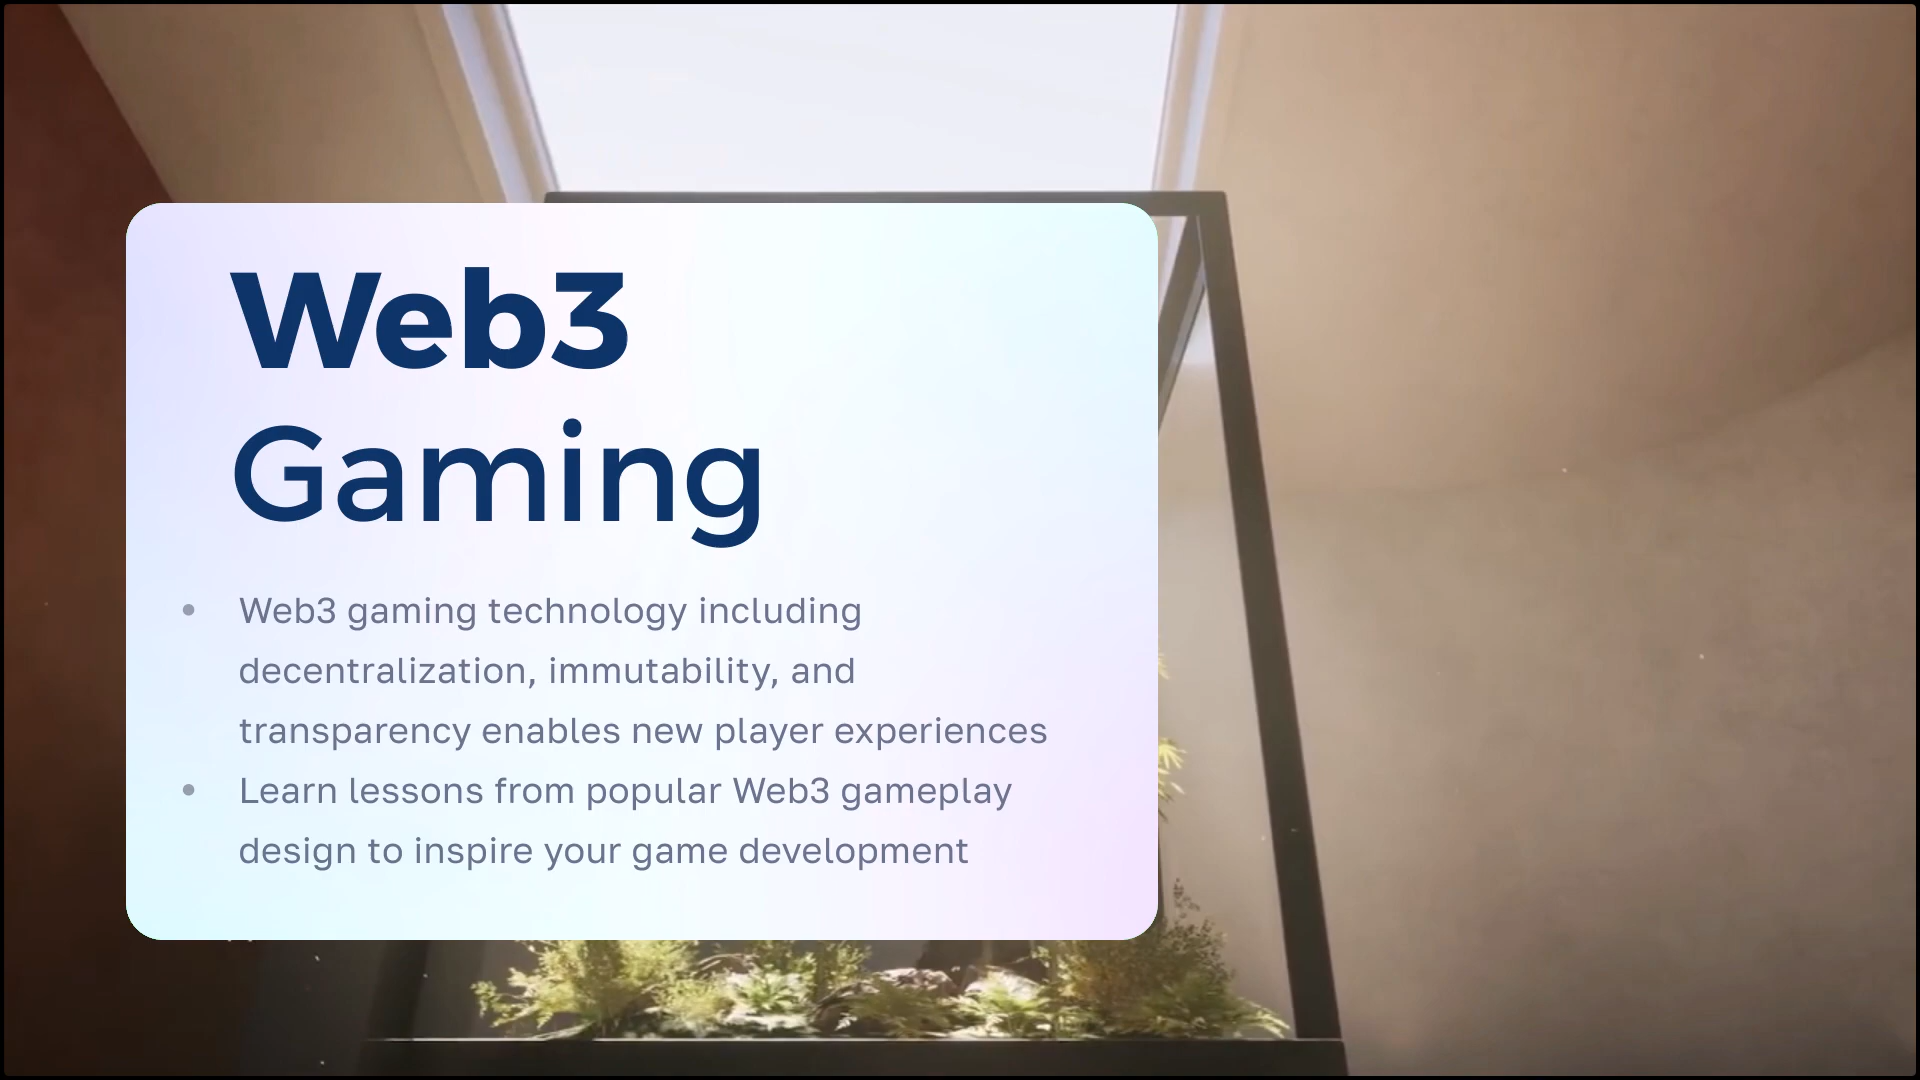 Web3
Gaming
• Web3 gaming technology including
decentralization, immutability, and
transparency enables new player experiences
• Learn lessons from popular Web3 gameplay
design to inspire your game development